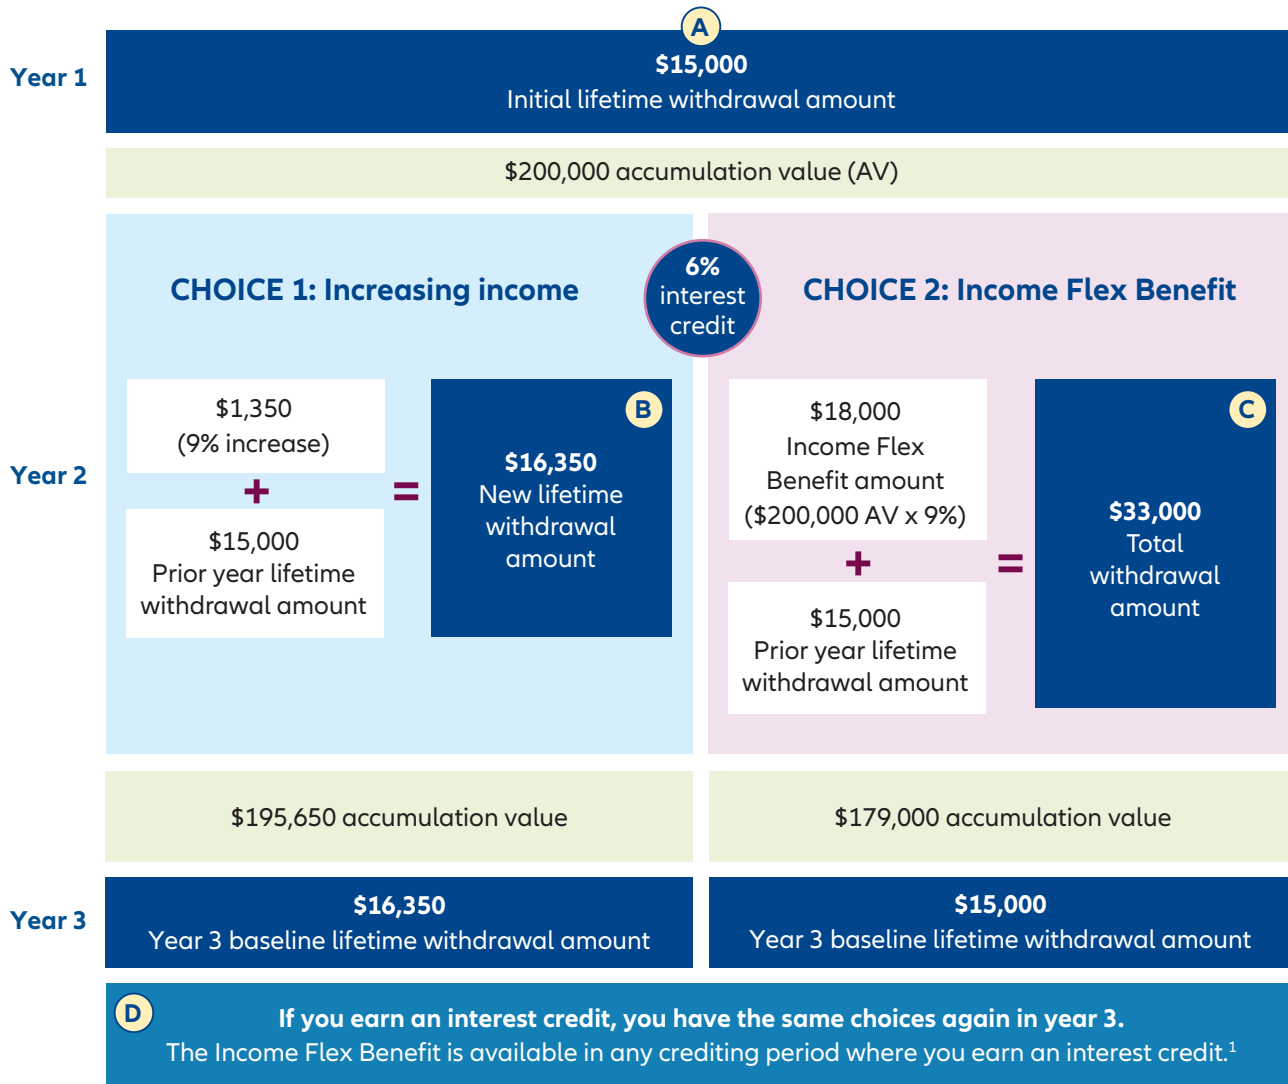 A
Year 1
$15,000
Initial lifetime withdrawal amount
$200,000 accumulation value (AV)
Year 2
CHOICE 1: Increasing income
6%
interest
credit
CHOICE 2: Income Flex Benefit
$1,350
(9% increase)
+
$15,000
Prior year lifetime
withdrawal amount
=
B
$16,350
New lifetime
withdrawal
amount
$18,000
Income Flex
Benefit amount
($200,000 AV x 9%)
+
$15,000
Prior year lifetime
withdrawal amount
=
C
$33,000
Total
withdrawal
amount
$195,650 accumulation value
$179,000 accumulation value
Year 3
$16,350
Year 3 baseline lifetime withdrawal amount
$15,000
Year 3 baseline lifetime withdrawal amount
D
If you earn an interest credit, you have the same choices again in year 3.
The Income Flex Benefit is available in any crediting period where you earn an interest credit.¹